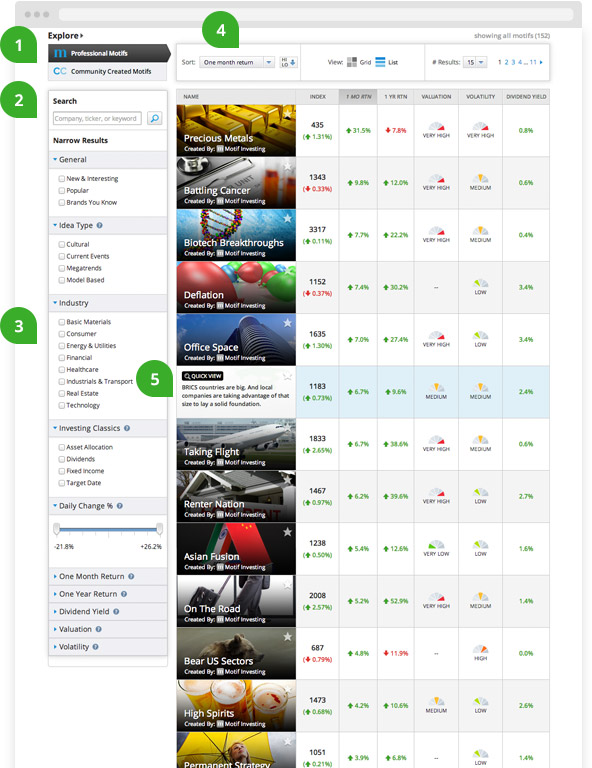 Explore
showing all motifs (152)
1
4
m Professional Motifs
CC Community Created Motifs
Sort: One month return HI LO View: Grid List # Results: 15 1 2 3 4 ... 11
2
Search
Company, ticker, or keyword
Narrow Results
General
New & Interesting
Popular
Brands You Know
Idea Type ?
Cultural
Current Events
Megatrends
Model Based
3
Industry
Basic Materials
Consumer
Energy & Utilities
Financial
Healthcare
Industrials & Transport
Real Estate
Technology
Investing Classics ?
Asset Allocation
Dividends
Fixed Income
Target Date
Daily Change % ?
-21.8% +26.2%
One Month Return ?
One Year Return ?
Dividend Yield ?
Valuation ?
Volatility ?
NAME INDEX 1 MO RTN 1 YR RTN VALUATION VOLATILITY DIVIDEND YIELD
Precious Metals
Created By: m Motif Investing
435
(1.31%)
31.5% 7.8% VERY HIGH VERY HIGH 0.8%
Battling Cancer
Created By: m Motif Investing
1343
(0.33%)
9.8% 12.0% VERY HIGH MEDIUM 0.6%
Biotech Breakthroughs
Created By: m Motif Investing
3317
(0.11%)
7.7% 22.2% VERY HIGH MEDIUM 0.4%
Deflation
Created By: m Motif Investing
1152
(0.37%)
7.4% 30.2% -- LOW 3.4%
Office Space
Created By: m Motif Investing
1635
(1.30%)
7.0% 27.4% VERY HIGH LOW 3.4%
5
QUICK VIEW
BRICS countries are big. And local
companies are taking advantage of that
size to lay a solid foundation.
1183
(0.73%)
6.7% 9.6% MEDIUM MEDIUM 2.4%
Taking Flight
Created By: m Motif Investing
1833
(2.65%)
6.7% 38.6% VERY HIGH MEDIUM 0.6%
Renter Nation
Created By: m Motif Investing
1467
(0.97%)
6.2% 39.6% VERY HIGH LOW 2.7%
Asian Fusion
Created By: m Motif Investing
1238
(0.50%)
5.4% 12.6% VERY LOW LOW 1.6%
On The Road
Created By: m Motif Investing
2008
(2.57%)
5.2% 52.9% VERY HIGH MEDIUM 1.4%
Bear US Sectors
Created By: m Motif Investing
687
(0.79%)
4.8% 11.9% -- HIGH 0.0%
High Spirits
Created By: m Motif Investing
1473
(0.68%)
4.2% 10.6% MEDIUM LOW 2.6%
Permanent Strategy
1051
(0.21%)
3.9% 6.8% -- LOW 1.4%